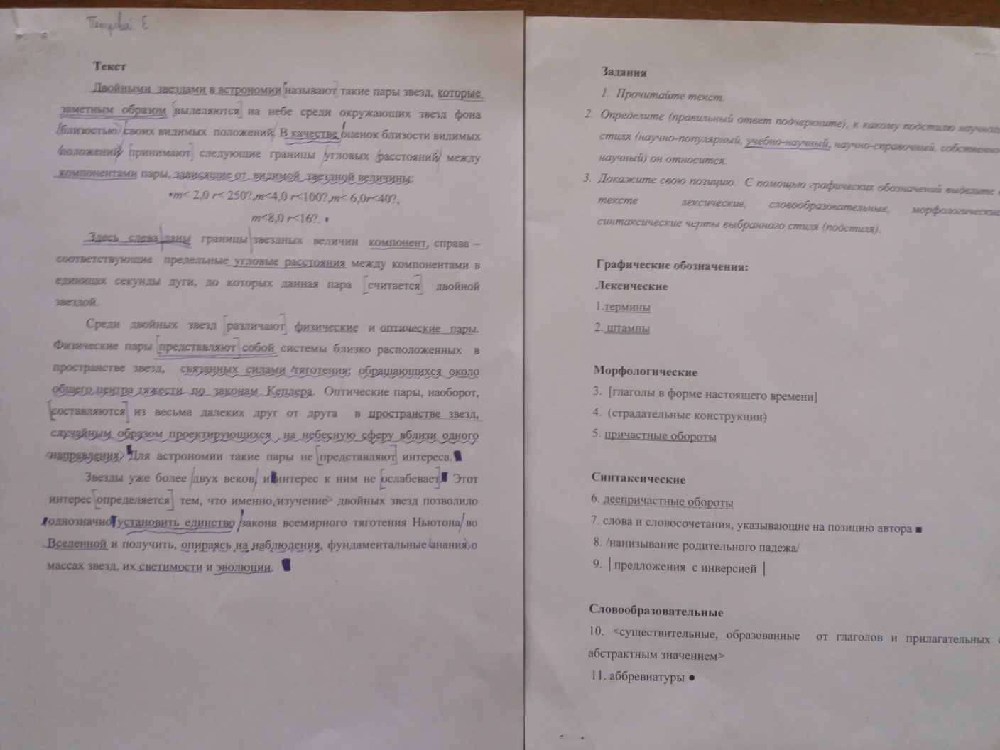 Текст
Двойными звездами в астрономии [называют] такие пары звезд, которые
заметным образом [выделяются] на небе среди окружающих звезд фона
близостью своих видимых положений. В качестве оценок близости видимых
положений [принимают] следующие границы угловых расстояний между
компонентами пары, зависящие от видимой звездной величины:
•m< 2,0 r< 250?,m<4,0 r<100?,m< 6,0r<40?,
m<8,0 r<16?. •
Здесь слева даны границы звездных величин компонент, справа –
соответствующие предельные угловые расстояния между компонентами в
единицах секунды дуги, до которых данная пара [считается] двойной
звездой.
Среди двойных звезд [различают] физические и оптические пары.
Физические пары [представляют] собой системы близко расположенных в
пространстве звезд, связанных силами тяготения; обращающихся около
общего центра тяжести по законам Кеплера. Оптические пары, наоборот,
[составляются] из весьма далеких друг от друга в пространстве звезд,
случайным образом проектирующихся, на небесную сферу вблизи одного
<направления> Для астрономии такие пары не [представляют] интереса.
Звезды уже более двух веков, и интерес к ним не [ослабевает] Этот
интерес [определяется] тем, что именно изучение> двойных звезд позволило
однозначно установить единство закона всемирного тяготения Ньютона во
Вселенной и получить, опираясь на наблюдения, фундаментальные <знания> о
массах звезд, их светимости и эволюции.
Задания
1. Прочитайте текст.
2. Определите (правильный ответ подчеркните), к какому подстилю научного
стиля (научно-популярный, учебно-научный, научно-справочный, собственно-
научный) он относится.
3. Докажите свою позицию. С помощью графических обозначений выделите
тексте лексические, словообразовательные, морфологические
синтаксические черты выбранного стиля (подстиля).
Графические обозначения:
Лексические
1.термины
2. штампы
Морфологические
3. [глаголы в форме настоящего времени]
4. (страдательные конструкции)
5. причастные обороты
Синтаксические
6. деепричастные обороты
7. слова и словосочетания, указывающие на позицию автора ■
8. /нанизывание родительного падежа/
9. | предложения с инверсией |
Словообразовательные
10. <существительные, образованные от глаголов и прилагательных с
абстрактным значением>
11. аббревиатуры ●